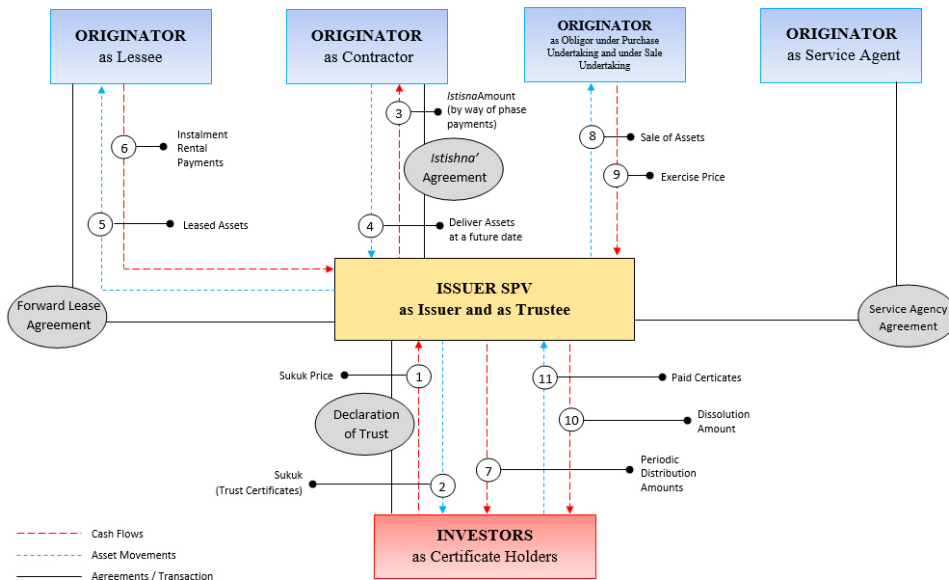 ORIGINATOR
as Lessee
ORIGINATOR
as Contractor
ORIGINATOR
as Obligor under Purchase
Undertaking and under Sale
Undertaking
ORIGINATOR
as Service Agent
6
Instalment
Rental
Payments
3
IstisnaAmount
(by way of phase
payments)
8
Sale of Assets
Istishna’
Agreement
9
Exercise Price
5
Leased Assets
4
Deliver Assets
at a future date
Forward Lease
Agreement
ISSUER SPV
as Issuer and as Trustee
Service Agency
Agreement
Sukuk Price
1
11
Paid Certicates
Declaration
of Trust
10
Dissolution
Amount
Sukuk
(Trust Certificates)
2
7
Periodic
Distribution
Amounts
INVESTORS
as Certificate Holders
Cash Flows
Asset Movements
Agreements / Transaction